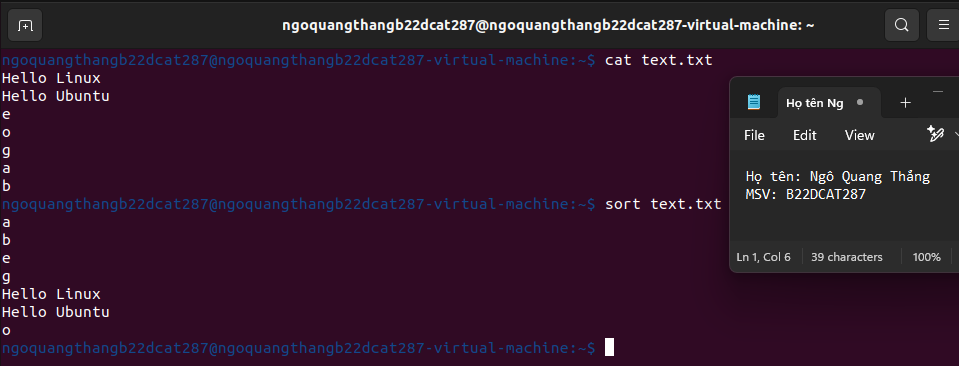 ngoquangthangb22dcat287@ngoquangthangb22dcat287-virtual-machine: ~
ngoquangthangb22dcat287@ngoquangthangb22dcat287-virtual-machine:~$ cat text.txt
Hello Linux
Hello Ubuntu
e
o
g
a
b
ngoquangthangb22dcat287@ngoquangthangb22dcat287-virtual-machine:~$ sort text.txt
a
b
e
g
Hello Linux
Hello Ubuntu
o
ngoquangthangb22dcat287@ngoquangthangb22dcat287-virtual-machine:~$
Họ tên Ng
File Edit View
Họ tên: Ngô Quang Thắng
MSV: B22DCAT287
Ln 1, Col 6 39 characters 100%